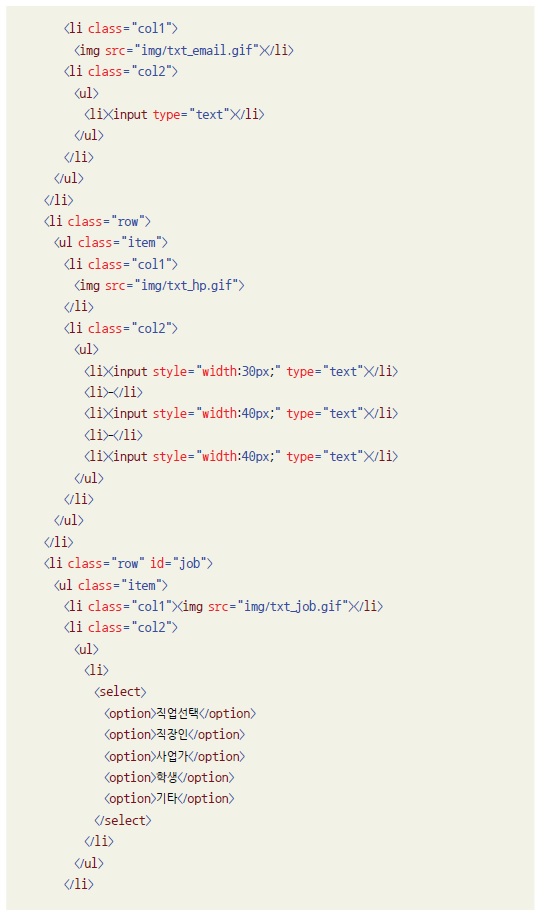 <li class="col1">
<img src="img/txt_email.gif"></li>
<li class="col2">
<ul>
<li><input type="text"></li>
</ul>
</li>
</ul>
</li>
<li class="row">
<ul class="item">
<li class="col1">
<img src="img/txt_hp.gif">
</li>
<li class="col2">
<ul>
<li><input style="width:30px;" type="text"></li>
<li>-</li>
<li><input style="width:40px;" type="text"></li>
<li>-</li>
<li><input style="width:40px;" type="text"></li>
</ul>
</li>
</ul>
</li>
<li class="row" id="job">
<ul class="item">
<li class="col1"><img src="img/txt_job.gif"></li>
<li class="col2">
<ul>
<li>
<select>
<option>직업선택</option>
<option>직장인</option>
<option>사업가</option>
<option>학생</option>
<option>기타</option>
</select>
</li>
</ul>
</li>